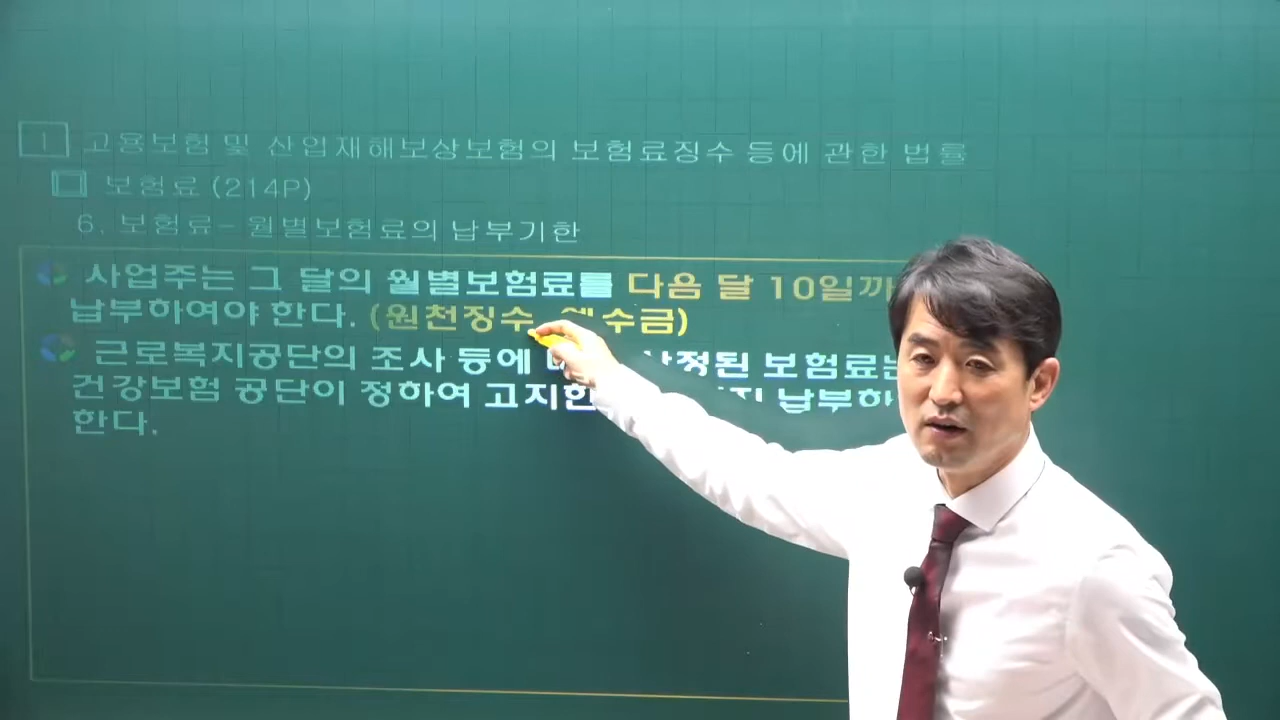 1 고용보험 및 산업재해보상보험의 보험료징수 등에 관한 법률
보험료 (214P)
6. 보험료-월별보험료의 납부기한
사업주는 그 달의 월별보험료를 다음 달 10일까
납부하여야 한다. (원천징수 수금)
근로복지공단의 조사 등에 산정된 보험료는
건강보험 공단이 정하여 고지한 납부하
한다.